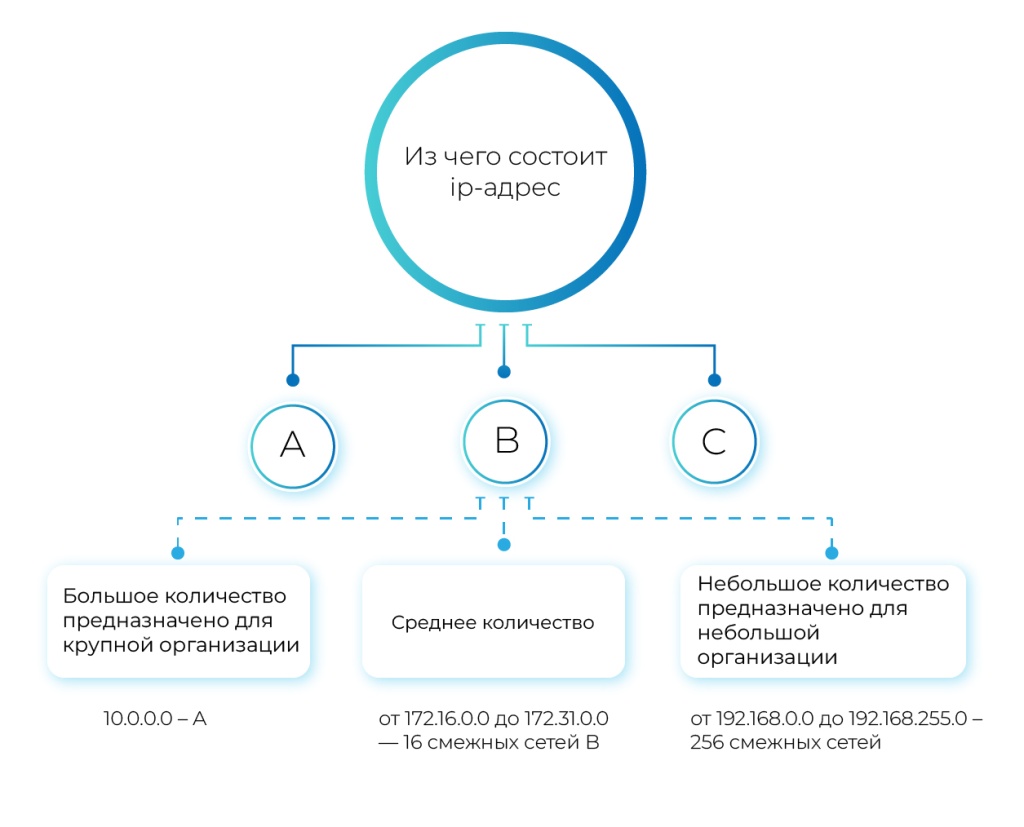 Из чего состоит
ip-адрес
A
B
C
Большое количество
предназначено для
крупной организации
Среднее количество
Небольшое количество
предназначено для
небольшой
организации
10.0.0.0 – A
от 172.16.0.0 до 172.31.0.0
— 16 смежных сетей B
от 192.168.0.0 до 192.168.255.0 –
256 смежных сетей